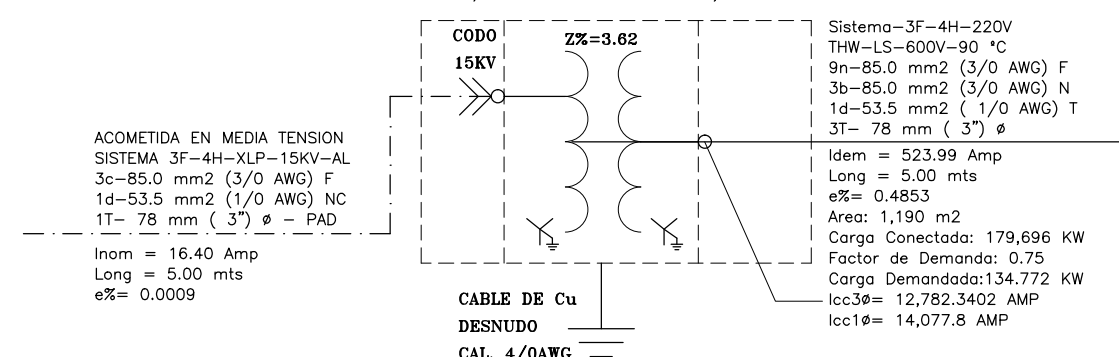 CODO
15KV
Z%=3.62
Sistema-3F-4H-220V
THW-LS-600V-90 °C
9n-85.0 mm2 (3/0 AWG) F
3b-85.0 mm2 (3/0 AWG) N
1d-53.5 mm2 ( 1/0 AWG) T
3T- 78 mm ( 3") ø
Idem = 523.99 Amp
Long = 5.00 mts
e%= 0.4853
Area: 1,190 m2
Carga Conectada: 179,696 KW
Factor de Demanda: 0.75
Carga Demandada:134.772 KW
Icc3ø= 12,782.3402 AMP
Icc1ø= 14,077.8 AMP
ACOMETIDA EN MEDIA TENSION
SISTEMA 3F-4H-XLP-15KV-AL
3c-85.0 mm2 (3/0 AWG) F
1d-53.5 mm2 (1/0 AWG) NC
1T- 78 mm ( 3") ø - PAD
Inom = 16.40 Amp
Long = 5.00 mts
e%= 0.0009
CABLE DE Cu
DESNUDO
CAL. 4/0AWG